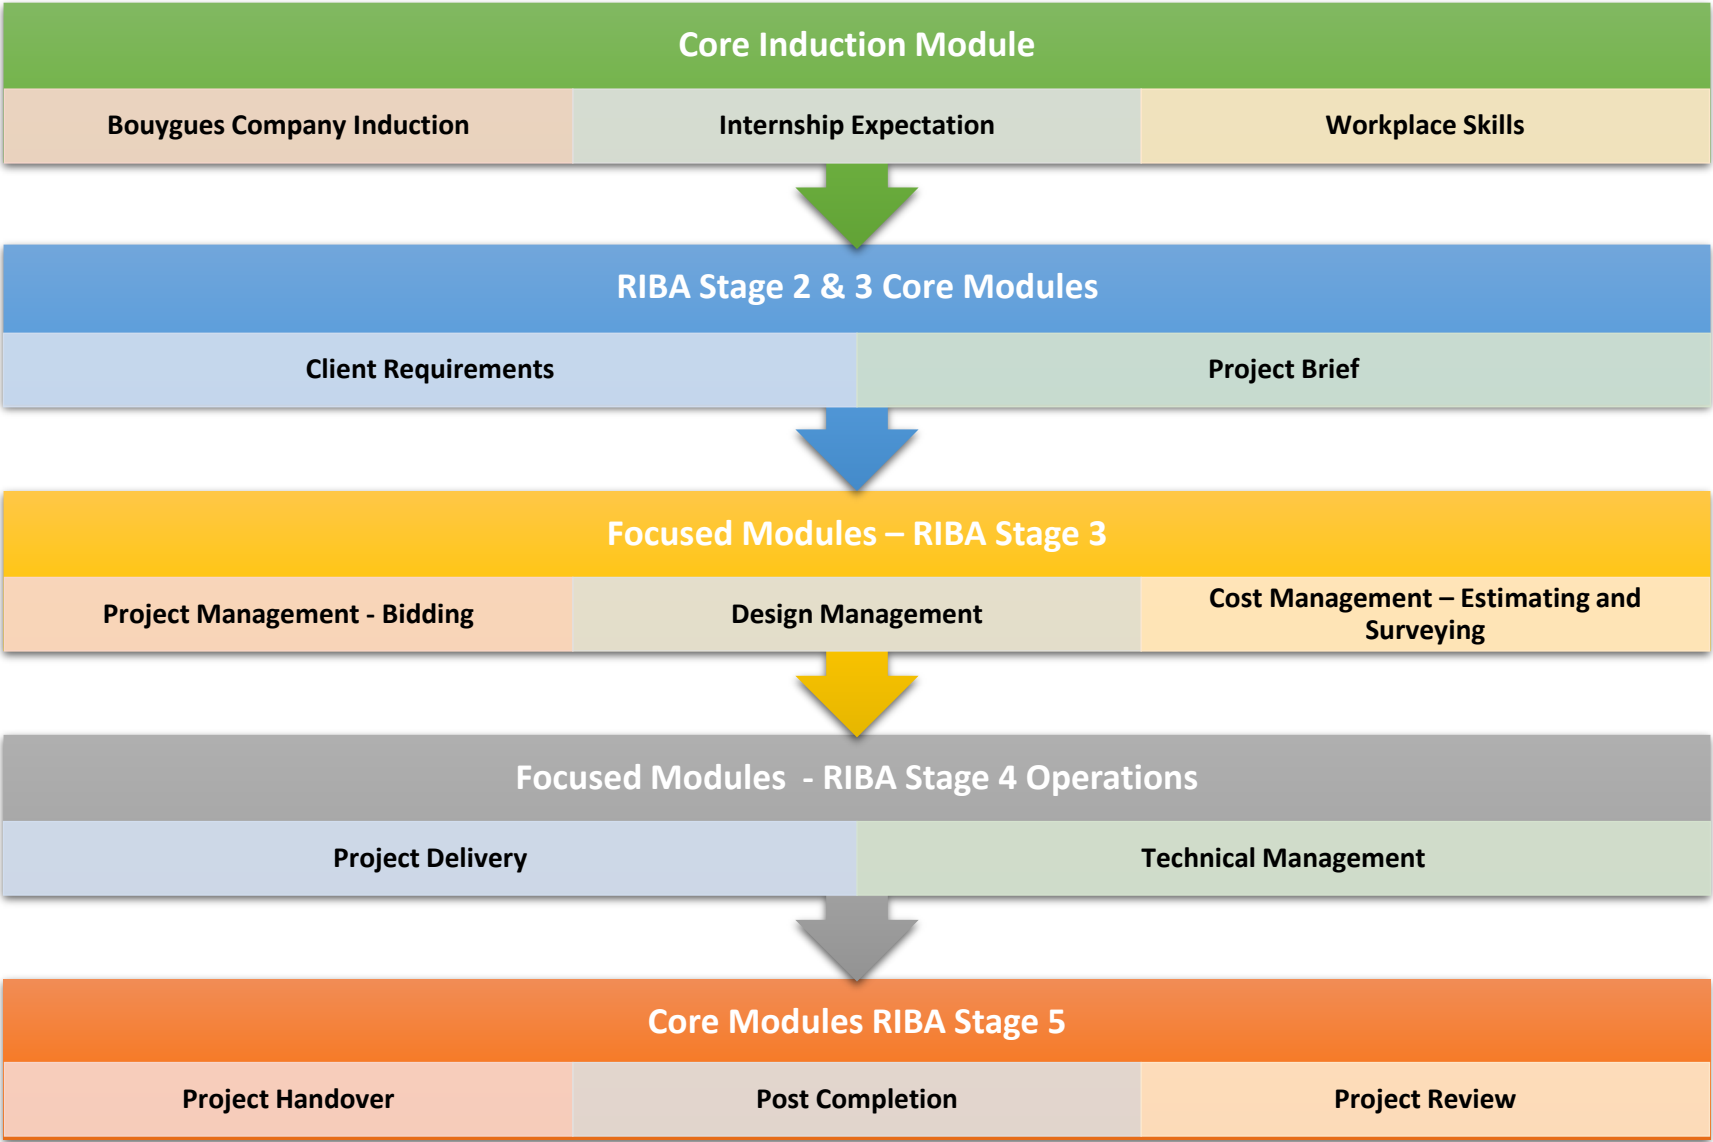 Core Induction Module
Bouygues Company Induction
Internship Expectation
Workplace Skills
RIBA Stage 2 & 3 Core Modules
Client Requirements
Project Brief
Focused Modules – RIBA Stage 3
Project Management - Bidding
Design Management
Cost Management – Estimating and
Surveying
Focused Modules  - RIBA Stage 4 Operations
Project Delivery
Technical Management
Core Modules RIBA Stage 5
Project Handover
Post Completion
Project Review